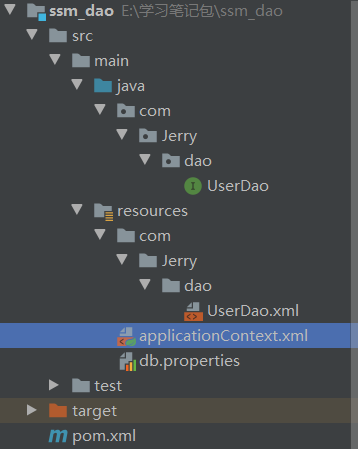 ssm_dao E:\学习笔记包\ssm_dao
src
main
java
com
Jerry
dao
UserDao
resources
com
Jerry
dao
UserDao.xml
applicationContext.xml
db.properties
test
target
pom.xml